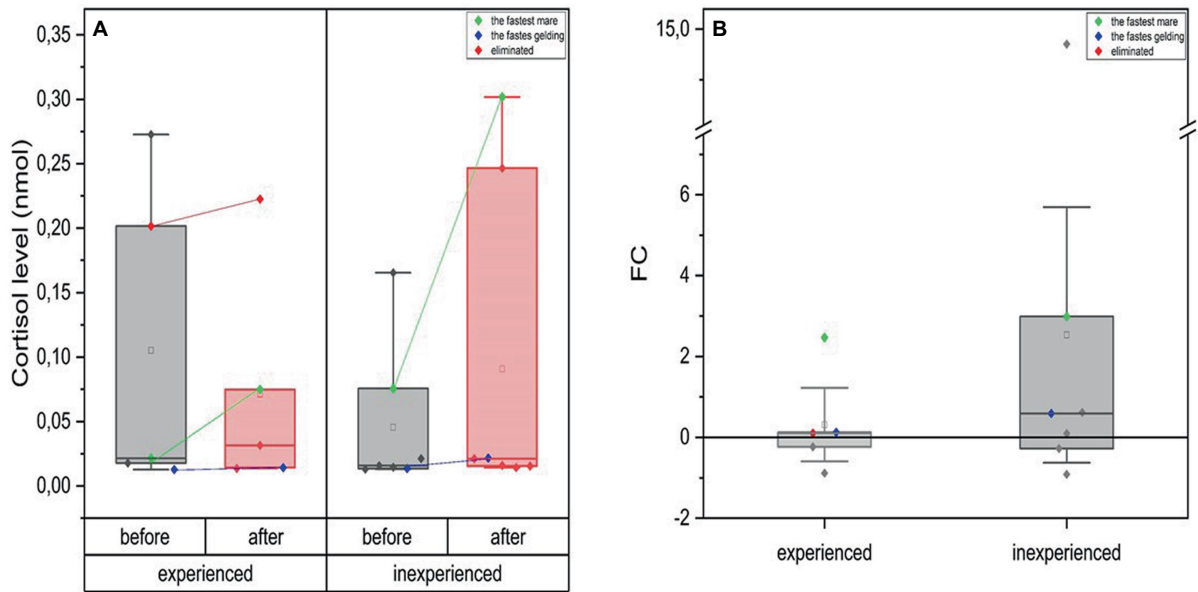 A
the fastest mare
the fastes gelding
eliminated
Cortisol level (nmol)
0,35
0,30
0,25
0,20
0,15
0,10
0,05
0,00
before after before after
experienced inexperienced
B
the fastest mare
the fastes gelding
eliminated
FC
15,0
6
4
2
0
-2
experienced inexperienced